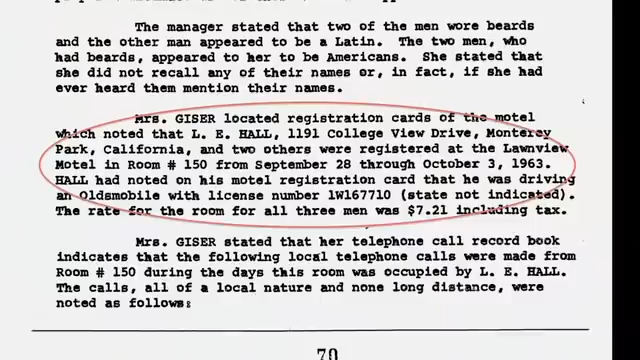 The manager stated that two of the men wore beards
and the other man appeared to be a Latin. The two men, who
had beards, appeared to her to be Americans. She stated that
she did not recall any of their names or, in fact, if she had
ever heard them mention their names.
Mrs. GISER located registration cards of the motel
which noted that L. E. HALL, 1191 College View Drive, Monterey
Park, California, and two others were registered at the Lawnview
Motel in Room # 150 from September 28 through October 3, 1963.
HALL had noted on his motel registration card that he was driving
an Oldsmobile with license number 1W167710 (state not indicated).
The rate for the room for all three men was $7.21 including tax.
Mrs. GISER stated that her telephone call record book
indicates that the following local telephone calls were made from
Room # 150 during the days this room was occupied by L. E. HALL.
The calls, all of a local nature and none long distance, were
noted as follows:
70